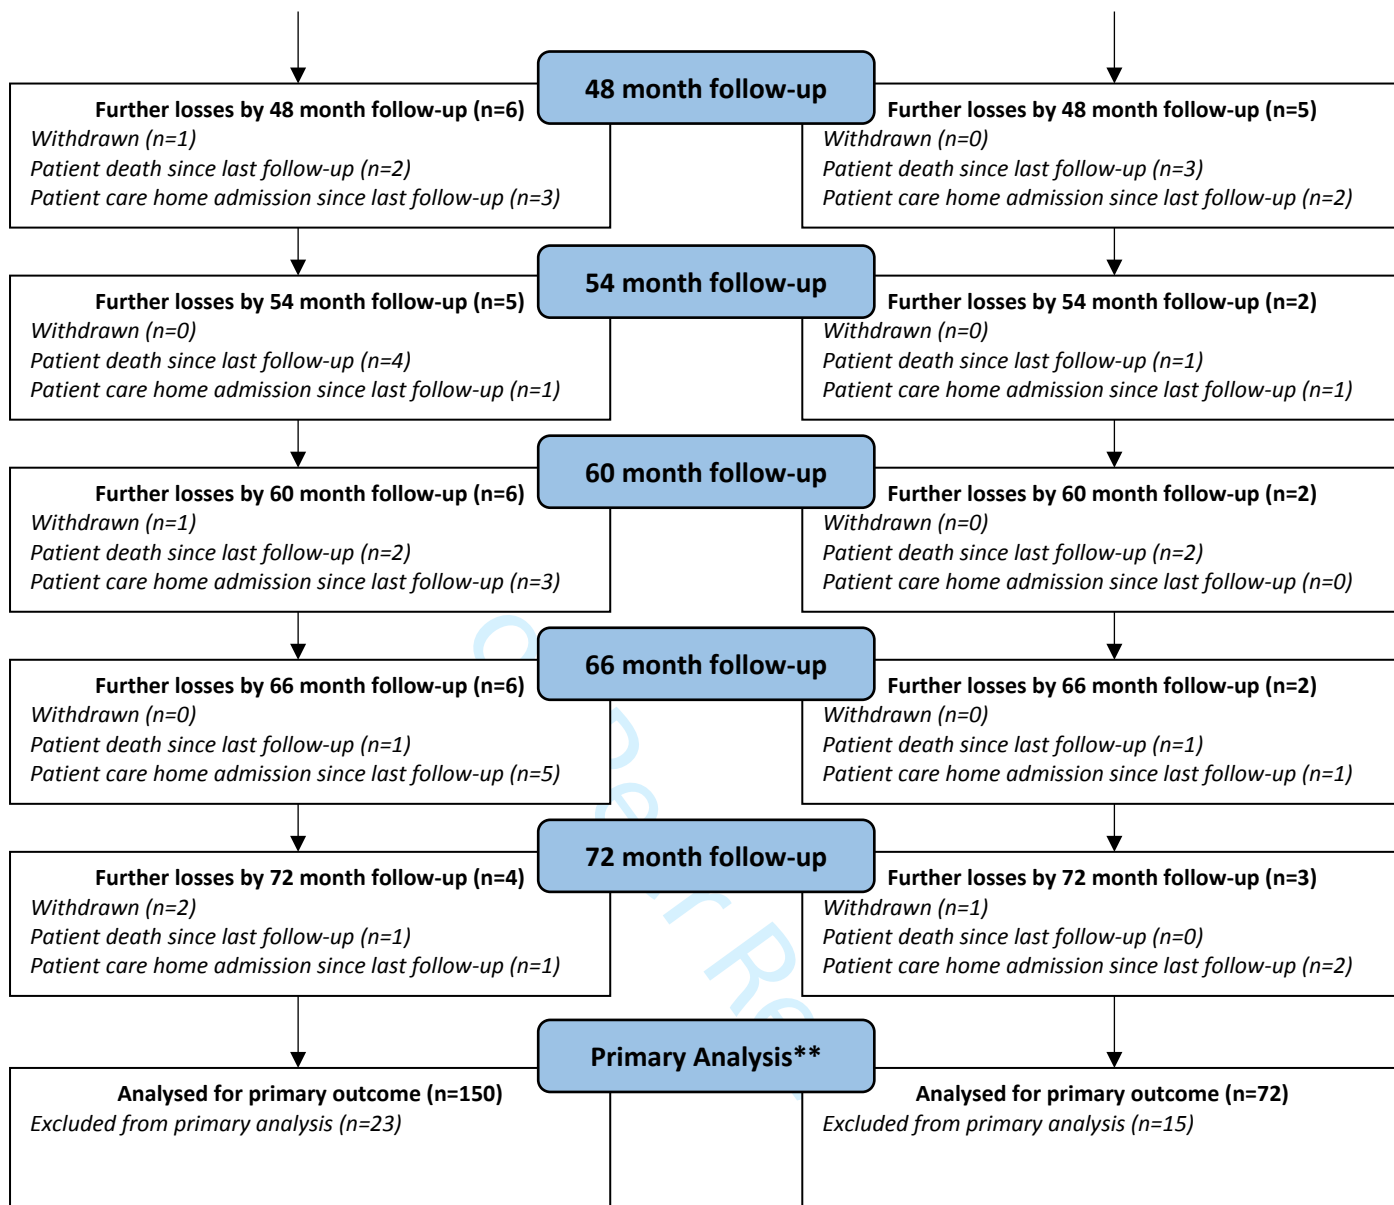 48 month follow-up
Further losses by 48 month follow-up (n=6)
Withdrawn (n=1)
Patient death since last follow-up (n=2)
Patient care home admission since last follow-up (n=3)
Further losses by 48 month follow-up (n=5)
Withdrawn (n=0)
Patient death since last follow-up (n=3)
Patient care home admission since last follow-up (n=2)
54 month follow-up
Further losses by 54 month follow-up (n=5)
Withdrawn (n=0)
Patient death since last follow-up (n=4)
Patient care home admission since last follow-up (n=1)
Further losses by 54 month follow-up (n=2)
Withdrawn (n=0)
Patient death since last follow-up (n=1)
Patient care home admission since last follow-up (n=1)
60 month follow-up
Further losses by 60 month follow-up (n=6)
Withdrawn (n=1)
Patient death since last follow-up (n=2)
Patient care home admission since last follow-up (n=3)
Further losses by 60 month follow-up (n=2)
Withdrawn (n=0)
Patient death since last follow-up (n=2)
Patient care home admission since last follow-up (n=0)
66 month follow-up
Further losses by 66 month follow-up (n=6)
Withdrawn (n=0)
Patient death since last follow-up (n=1)
Patient care home admission since last follow-up (n=5)
Further losses by 66 month follow-up (n=2)
Withdrawn (n=0)
Patient death since last follow-up (n=1)
Patient care home admission since last follow-up (n=1)
72 month follow-up
Further losses by 72 month follow-up (n=4)
Withdrawn (n=2)
Patient death since last follow-up (n=1)
Patient care home admission since last follow-up (n=1)
Further losses by 72 month follow-up (n=3)
Withdrawn (n=1)
Patient death since last follow-up (n=0)
Patient care home admission since last follow-up (n=2)
Primary Analysis**
Analysed for primary outcome (n=150)
Excluded from primary analysis (n=23)
Analysed for primary outcome (n=72)
Excluded from primary analysis (n=15)